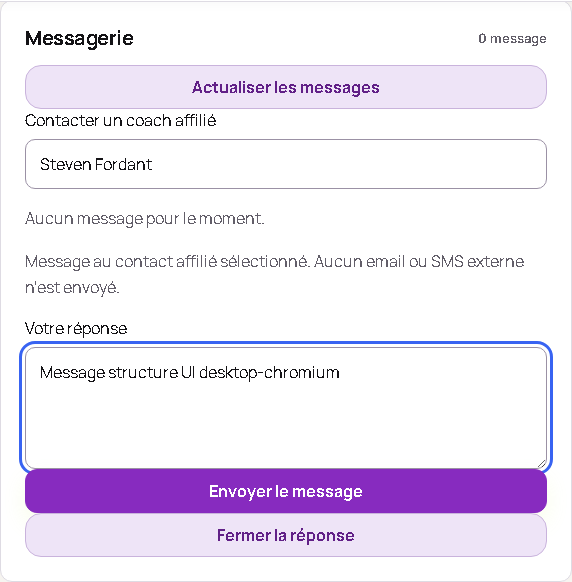 Messagerie
0 message
Actualiser les messages
Contacter un coach affilié
Steven Fordant
Aucun message pour le moment.
Message au contact affilié sélectionné. Aucun email ou SMS externe
n'est envoyé.
Votre réponse
Message structure UI desktop-chromium
Envoyer le message
Fermer la réponse